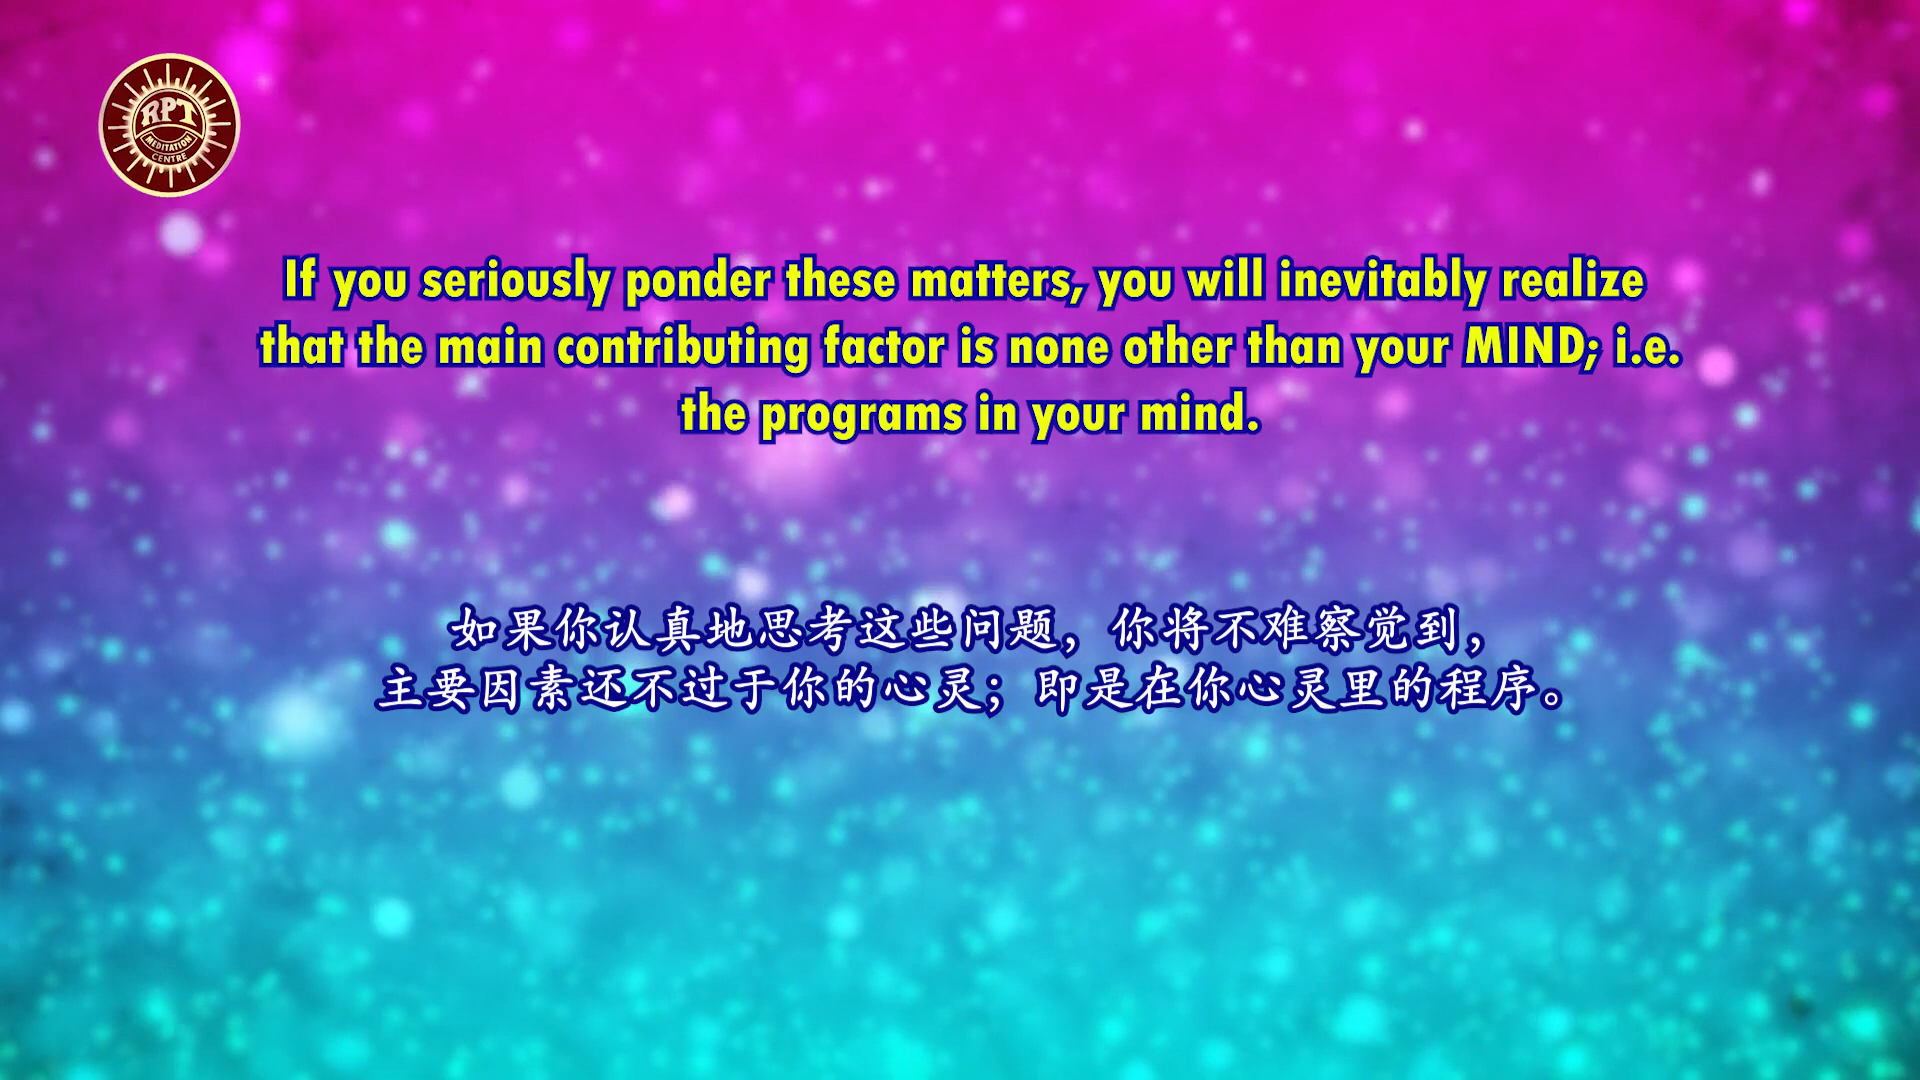 RPT
MEDITATION
CENTRE
If you seriously ponder these matters, you will inevitably realize
that the main contributing factor is none other than your MIND; i.e.
the programs in your mind.
如果你认真地思考这些问题，你将不难察觉到，
主要因素还不过于你的心灵；即是在你心灵里的程序。